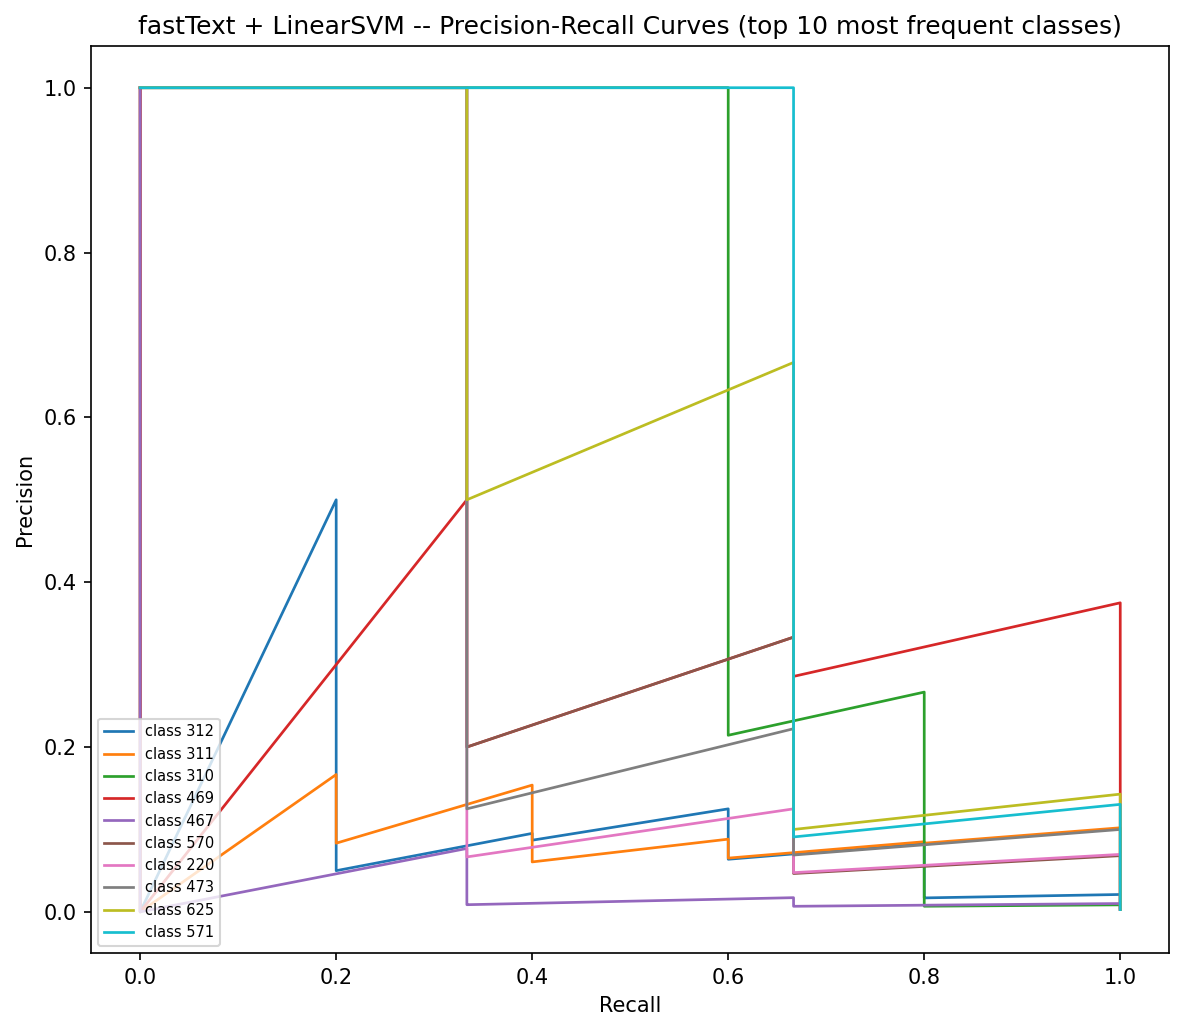 fastText + LinearSVM -- Precision-Recall Curves (top 10 most frequent classes)
1.0
0.8
0.6
0.4
0.2
0.0
Precision
class 312
class 311
class 310
class 469
class 467
class 570
class 220
class 473
class 625
class 571
0.0 0.2 0.4 0.6 0.8 1.0
Recall